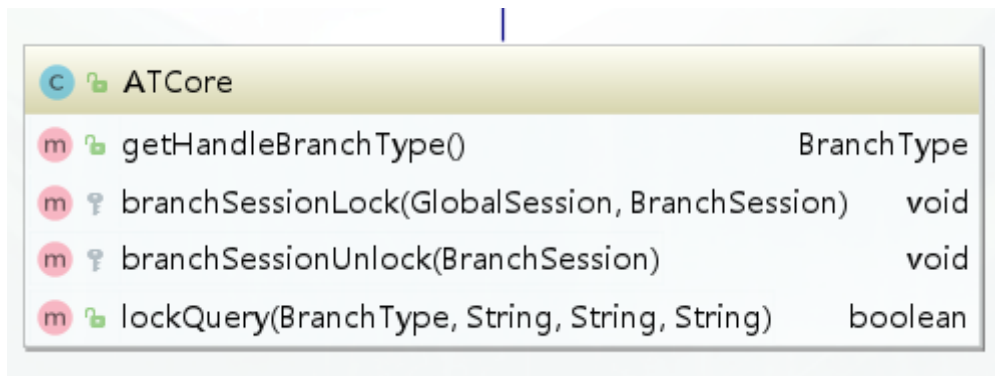 C ATCore
m getHandleBranchType() BranchType
m branchSessionLock(GlobalSession, BranchSession) void
m branchSessionUnlock(BranchSession) void
m lockQuery(BranchType, String, String, String) boolean